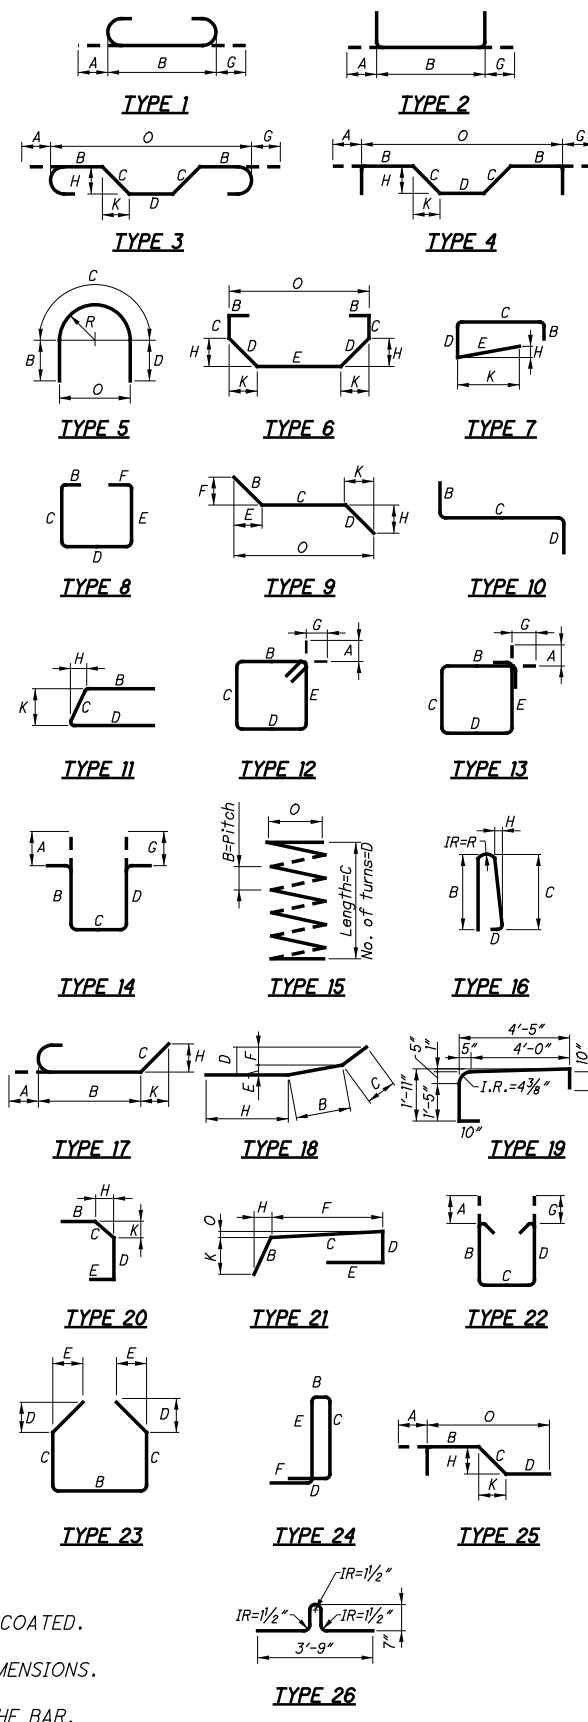 A B G A B G
TYPE 1 TYPE 2
A O G A O G
B C C B B C C B
H D H D
K K
TYPE 3 TYPE 4
C O
R B B C
B D C D D C D E B
H E H H
O K K K
TYPE 5 TYPE 6 TYPE 7
B F B K B
C E F C C
D E D H D
O
TYPE 8 TYPE 9 TYPE 10
H G G
B B A B A
K C C E C E
D D D
TYPE 11 TYPE 12 TYPE 13
A G B=Pitch O H
IR=R
B D Length=C B C
C No. of turns=D D
TYPE 14 TYPE 15 TYPE 16
C H D F 5" 1" 4'-5"
E 5" 4'-0" 10"
A B K B C 1'-11" 1'-5" I.R.=4⅜"
H 10"
TYPE 17 TYPE 18 TYPE 19
H H F A G
B K O C D B D
C D K B
E E C
TYPE 20 TYPE 21 TYPE 22
E E B A O
D D E C B C
C C F H D
B D K
TYPE 23 TYPE 24 TYPE 25
IR=1½"
COATED. IR=1½" IR=1½"
MENSIONS. 3'-9" 7"
HE BAR. TYPE 26